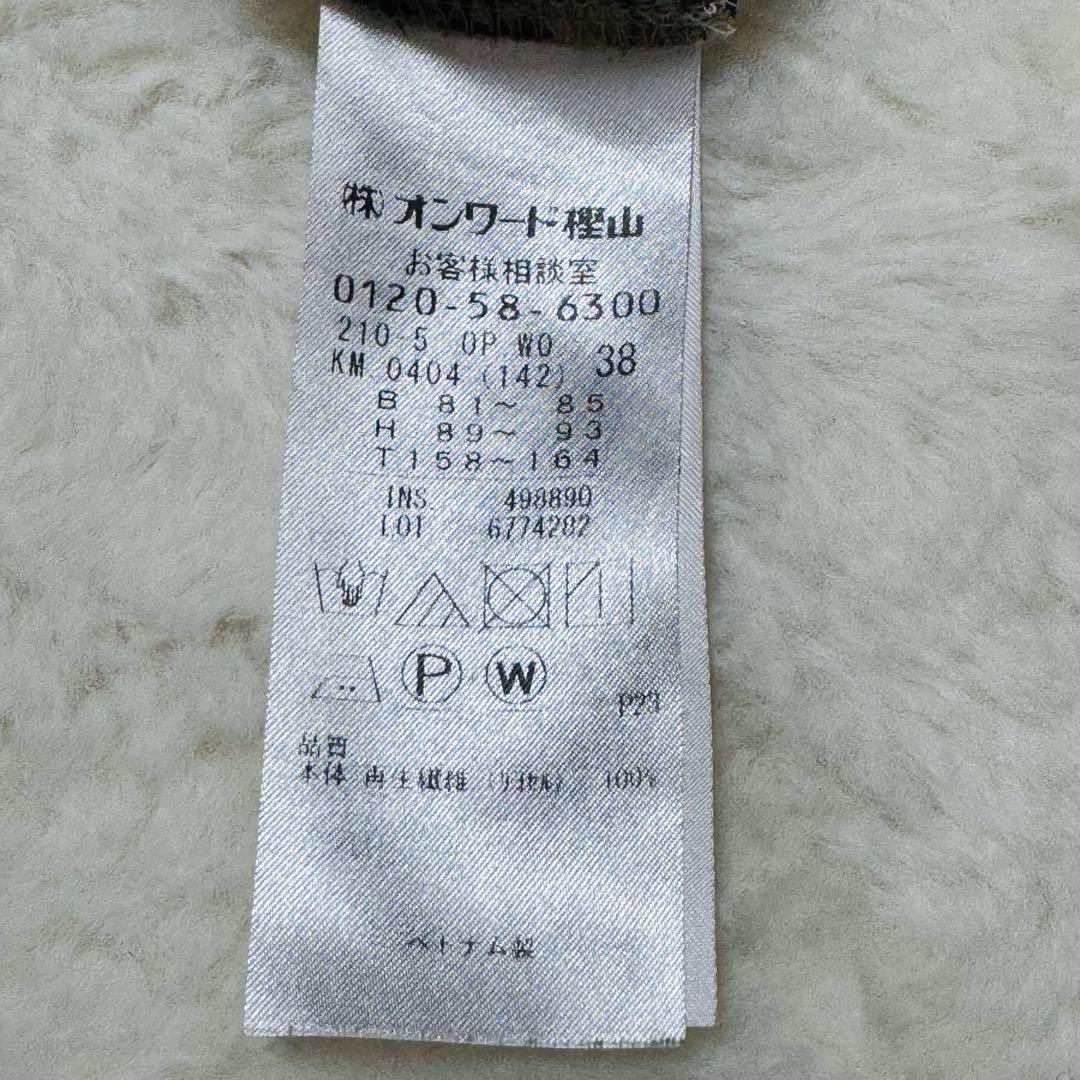 (株)オンワード樫山
お客様相談室
0120-58-6300
210-5 OP WO
KM 0404 (142) 38
B 81〜 85
H 89〜 93
T158〜164
INS 498890
LOT 6774282
P W
P23
品質
本体 再生繊維 (リヨセル) 100%
ベトナム製